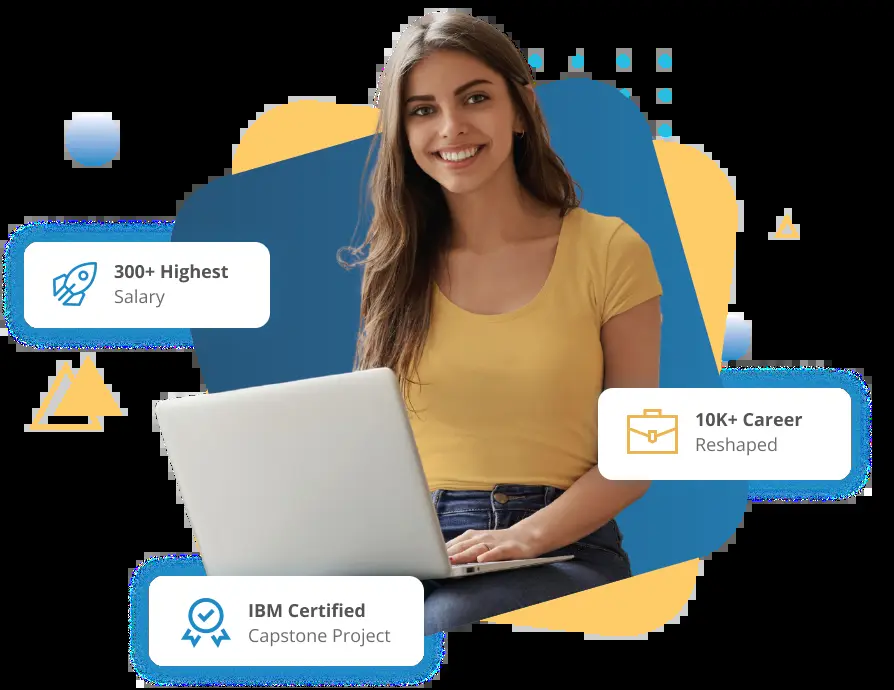 300+ Highest
Salary
10K+ Career
Reshaped
IBM Certified
Capstone Project